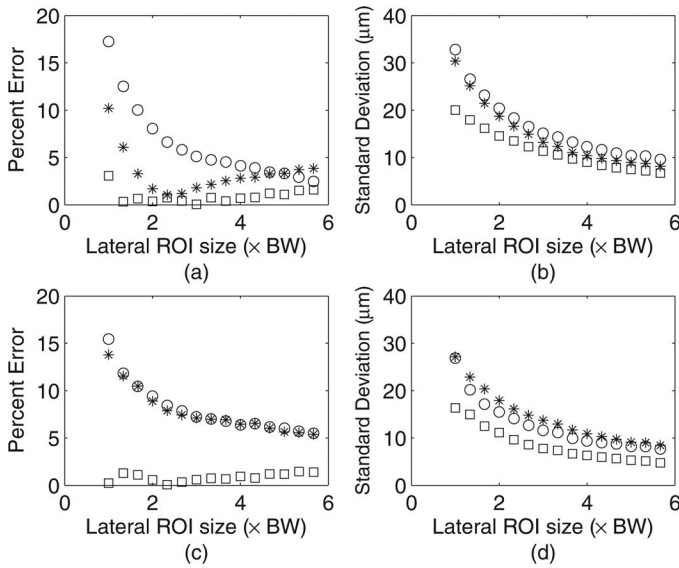 20
15
10
5
0
Percent Error
0 2 4 6
Lateral ROI size (× BW)
(a)
40
30
20
10
0
Standard Deviation (μm)
0 2 4 6
Lateral ROI size (× BW)
(b)
20
15
10
5
0
Percent Error
0 2 4 6
Lateral ROI size (× BW)
(c)
40
30
20
10
0
Standard Deviation (μm)
0 2 4 6
Lateral ROI size (× BW)
(d)